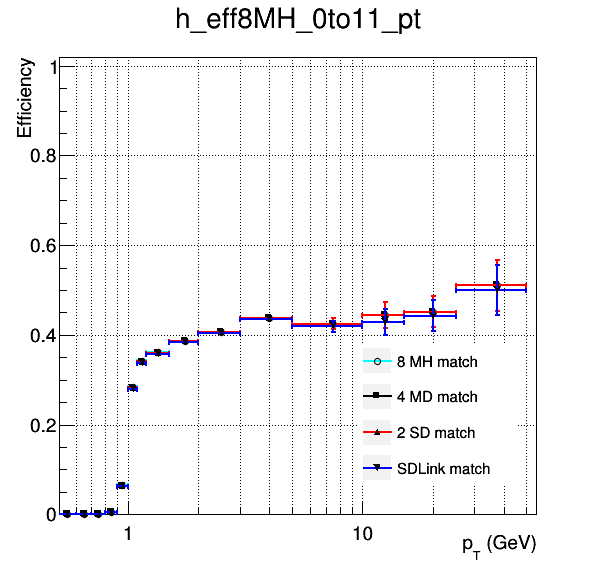 h_eff8MH_0to11_pt
Efficiency
1
0.8
0.6
0.4
0.2
0
8 MH match
4 MD match
2 SD match
SDLink match
1
10
p_T (GeV)